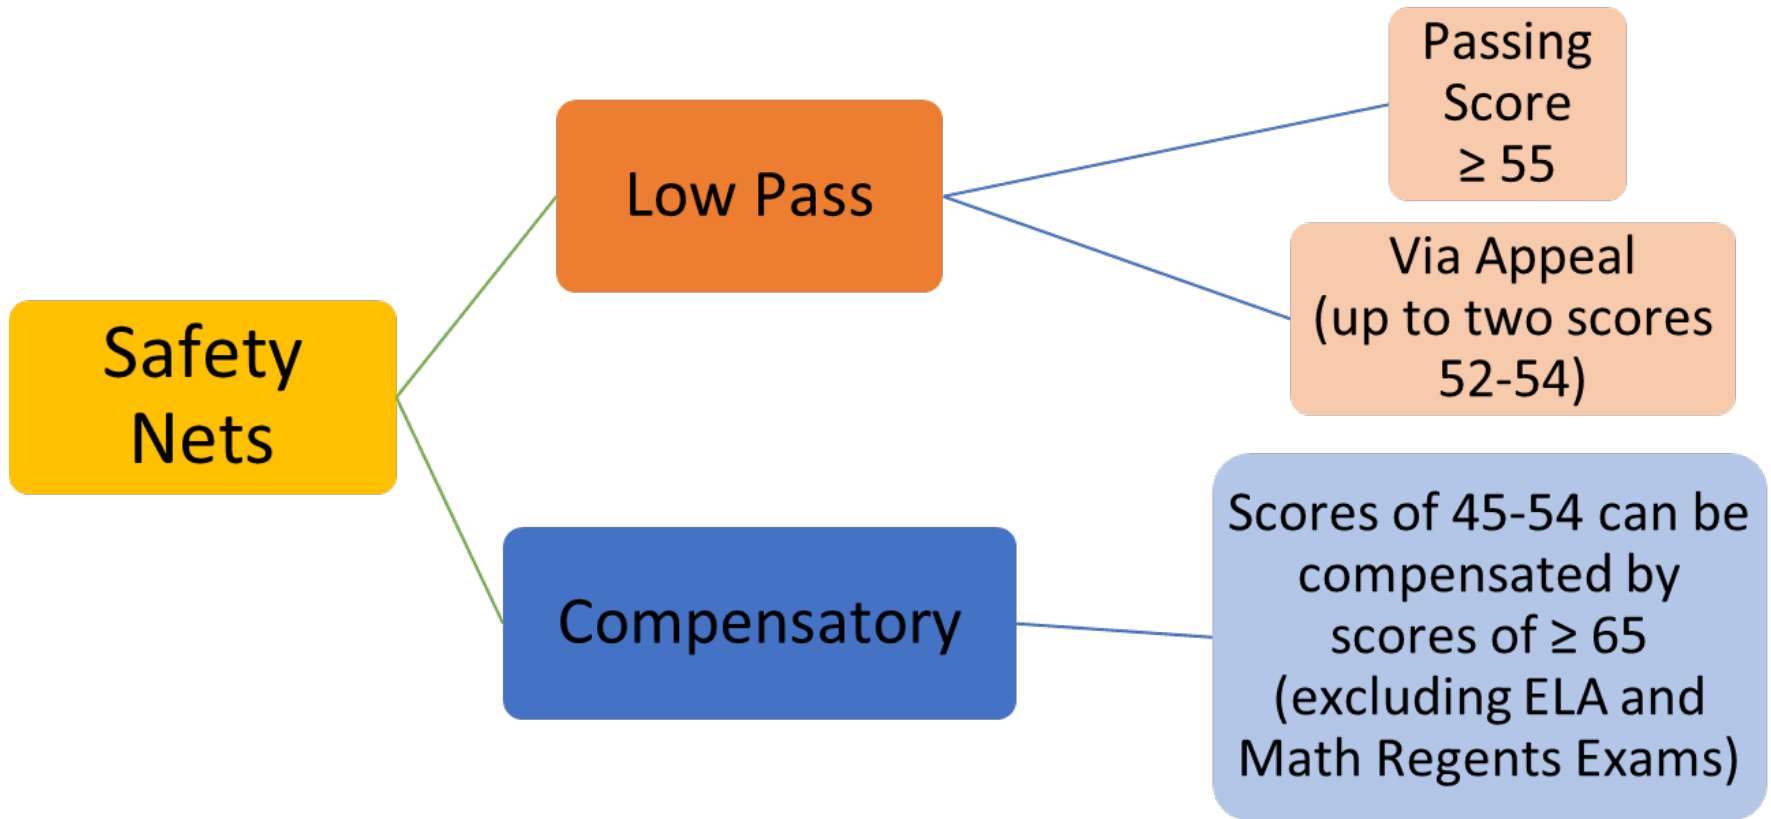 Safety
Nets
Low Pass
Passing
Score
≥ 55
Via Appeal
(up to two scores
52-54)
Compensatory
Scores of 45-54 can be
compensated by
scores of ≥ 65
(excluding ELA and
Math Regents Exams)